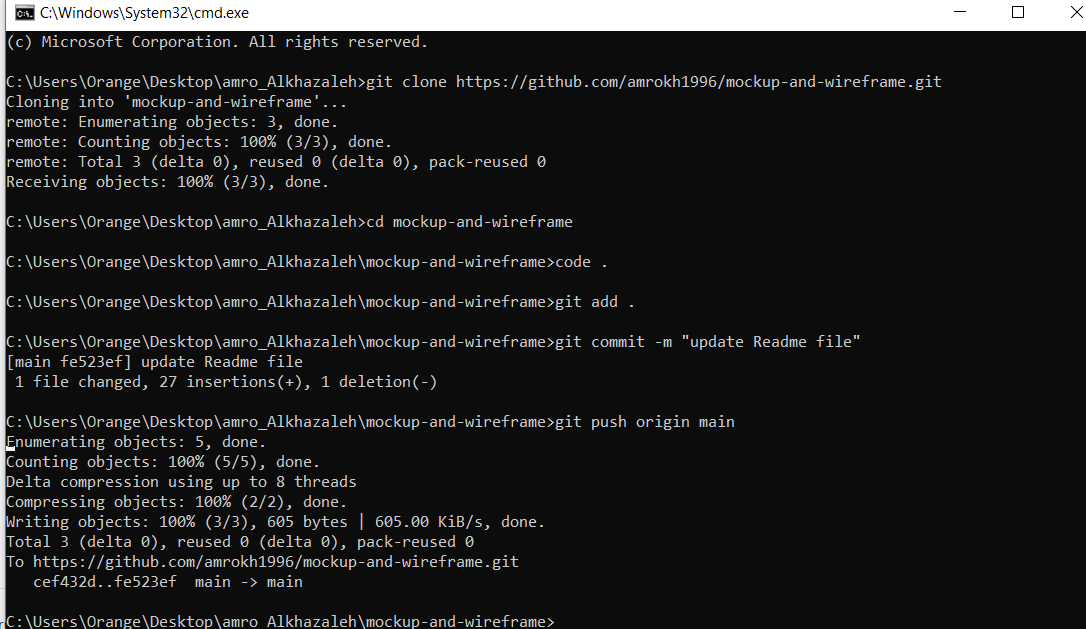 C:\Windows\System32\cmd.exe
(c) Microsoft Corporation. All rights reserved.
C:\Users\Orange\Desktop\amro_Alkhazaleh>git clone https://github.com/amrokh1996/mockup-and-wireframe.git
Cloning into 'mockup-and-wireframe'...
remote: Enumerating objects: 3, done.
remote: Counting objects: 100% (3/3), done.
remote: Total 3 (delta 0), reused 0 (delta 0), pack-reused 0
Receiving objects: 100% (3/3), done.
C:\Users\Orange\Desktop\amro_Alkhazaleh>cd mockup-and-wireframe
C:\Users\Orange\Desktop\amro_Alkhazaleh\mockup-and-wireframe>code .
C:\Users\Orange\Desktop\amro_Alkhazaleh\mockup-and-wireframe>git add .
C:\Users\Orange\Desktop\amro_Alkhazaleh\mockup-and-wireframe>git commit -m "update Readme file"
[main fe523ef] update Readme file
 1 file changed, 27 insertions(+), 1 deletion(-)
C:\Users\Orange\Desktop\amro_Alkhazaleh\mockup-and-wireframe>git push origin main
Enumerating objects: 5, done.
Counting objects: 100% (5/5), done.
Delta compression using up to 8 threads
Compressing objects: 100% (2/2), done.
Writing objects: 100% (3/3), 605 bytes | 605.00 KiB/s, done.
Total 3 (delta 0), reused 0 (delta 0), pack-reused 0
To https://github.com/amrokh1996/mockup-and-wireframe.git
   cef432d..fe523ef  main -> main
C:\Users\Orange\Desktop\amro_Alkhazaleh\mockup-and-wireframe>